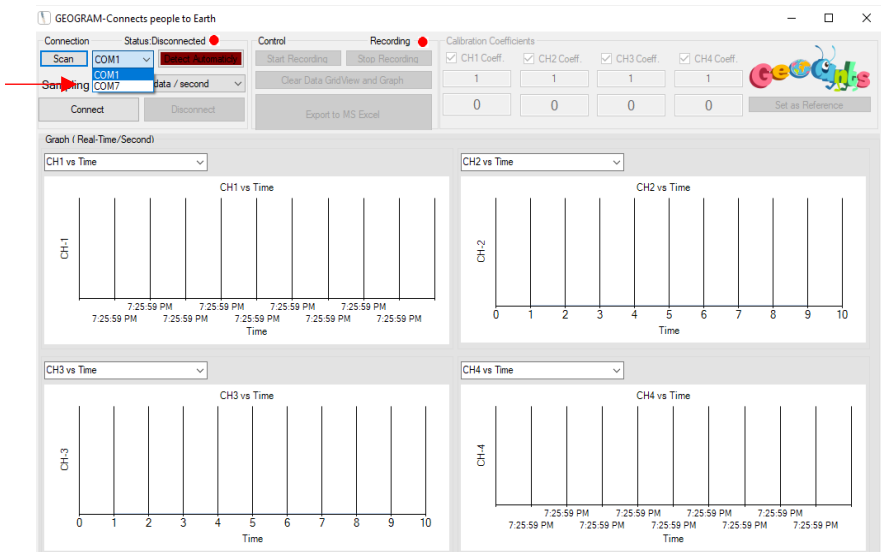 GEOGRAM-Connects people to Earth
Connection Status:Disconnected Control Recording Calibration Coefficients
Scan COM1 Detect Automaticly Start Recording Stop Recording CH1 Coeff. CH2 Coeff. CH3 Coeff. CH4 Coeff.
COM1
COM7
Sampling data / second Clear Data GridView and Graph 1 1 1 1 Geoants
Connect Disconnect Export to MS Excel 0 0 0 0 Set as Reference
Graph ( Real-Time/Second)
CH1 vs Time
CH1 vs Time
CH-1
7:25:59 PM 7:25:59 PM 7:25:59 PM 7:25:59 PM
7:25:59 PM 7:25:59 PM 7:25:59 PM 7:25:59 PM 7:25:59 PM
Time
CH2 vs Time
CH2 vs Time
CH-2
0 1 2 3 4 5 6 7 8 9 10
Time
CH3 vs Time
CH3 vs Time
CH-3
0 1 2 3 4 5 6 7 8 9 10
Time
CH4 vs Time
CH4 vs Time
CH-4
7:25:59 PM 7:25:59 PM 7:25:59 PM 7:25:59 PM
7:25:59 PM 7:25:59 PM 7:25:59 PM 7:25:59 PM 7:25:59 PM
Time